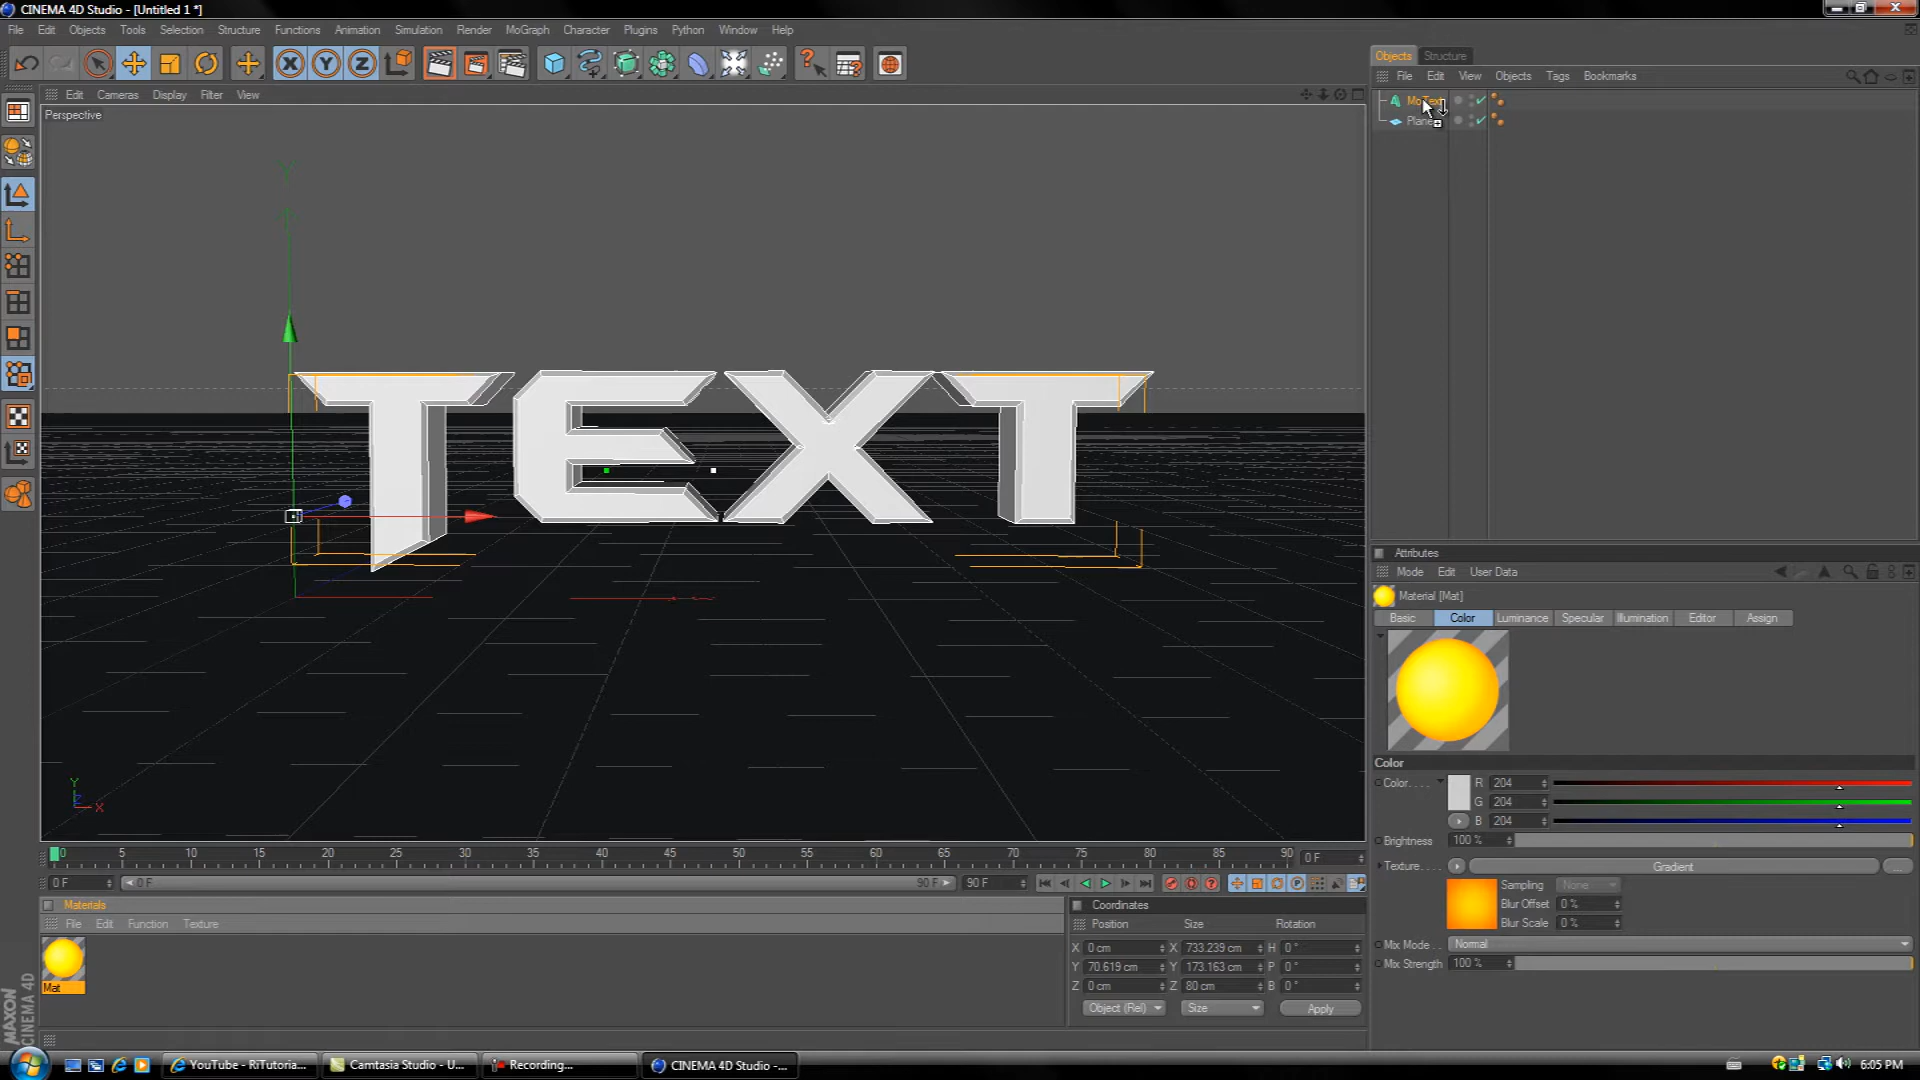 CINEMA 4D Studio - [Untitled 1 *]
File Edit Objects Tools Selection Structure Functions Animation Simulation Render MoGraph Character Plugins Python Window Help
Objects Structure
File Edit View Objects Tags Bookmarks
Edit Cameras Display Filter View
Perspective
Plane
TEXT
Y
Y
Z
X
Attributes
Mode Edit User Data
Material [Mat]
Basic Color Luminance Specular Illumination Editor Assign
Color
Color.... R 204
G 204
B 204
Brightness 100 %
Texture..... Gradient ...
Sampling None
Blur Offset 0 %
Blur Scale 0 %
Mix Mode.. Normal
Mix Strength 100 %
0 5 10 15 20 25 30 35 40 45 50 55 60 65 70 75 80 85 90 0 F
0 F 0 F 90 F 90 F
Materials
File Edit Function Texture
Mat
Coordinates
Position Size Rotation
X 0 cm X 733.239 cm H 0 °
Y 70.619 cm Y 173.163 cm P 0 °
Z 0 cm Z 80 cm B 0 °
Object (Rel) Size Apply
MAXON
CINEMA 4D
YouTube - RiTutoria... Camtasia Studio - U... Recording... CINEMA 4D Studio -... 6:05 PM